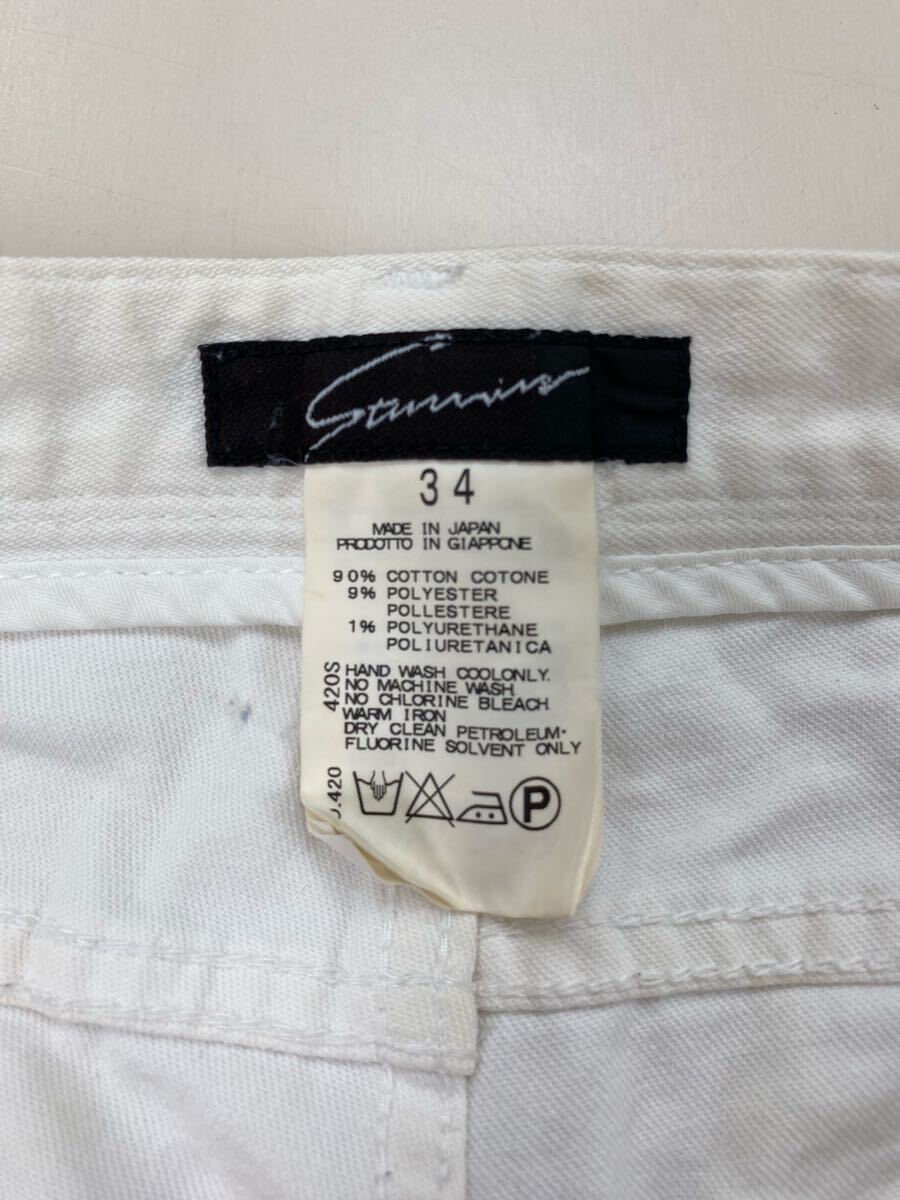 34
MADE IN JAPAN
PRODOTTO IN GIAPPONE
90% COTTON COTONE
9% POLYESTER
POLLESTERE
1% POLYURETHANE
POLIURETANICA
420S
HAND WASH COOLONLY.
NO MACHINE WASH
NO CHLORINE BLEACH
WARM IRON
DRY CLEAN PETROLEUM·
FLUORINE SOLVENT ONLY
.420
P